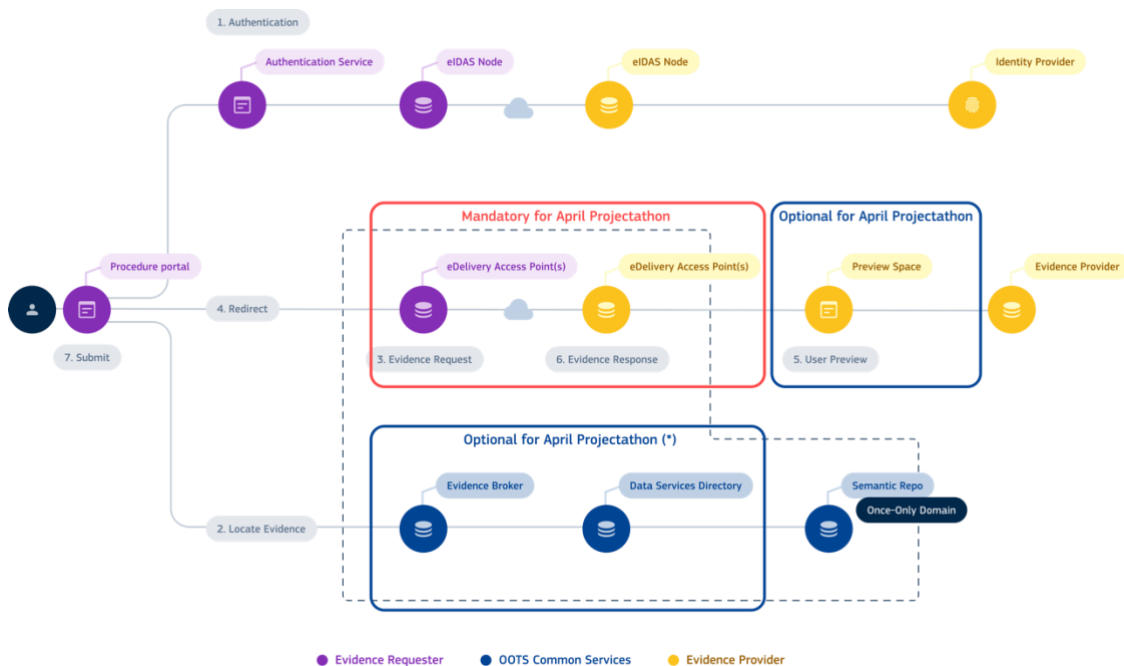 1. Authentication
Authentication Service
eIDAS Node
eIDAS Node
Identity Provider
Mandatory for April Projectathon
Optional for April Projectathon
Procedure portal
eDelivery Access Point(s)
eDelivery Access Point(s)
Preview Space
Evidence Provider
4. Redirect
7. Submit
3. Evidence Request
6. Evidence Response
5. User Preview
Optional for April Projectathon (*)
Evidence Broker
Data Services Directory
Semantic Repo
Once-Only Domain
2. Locate Evidence
Evidence Requester
OOTS Common Services
Evidence Provider